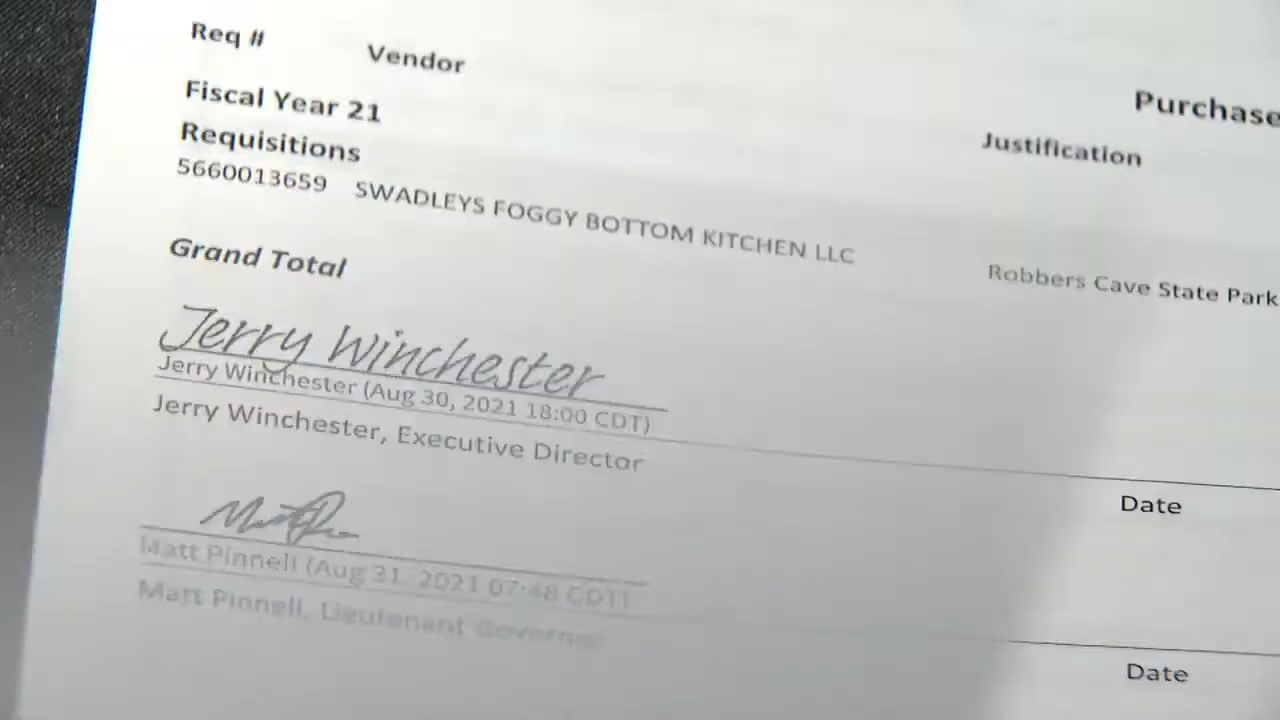 Req # Vendor
Purchase
Fiscal Year 21
Justification
Requisitions
5660013659 SWADLEYS FOGGY BOTTOM KITCHEN LLC
Robbers Cave State Park
Grand Total
Jerry Winchester
Jerry Winchester (Aug 30, 2021 18:00 CDT)
Jerry Winchester, Executive Director
Date
Matt Pinnell (Aug 31, 2021 07:48 CDT)
Matt Pinnell, Lieutenant Governor
Date